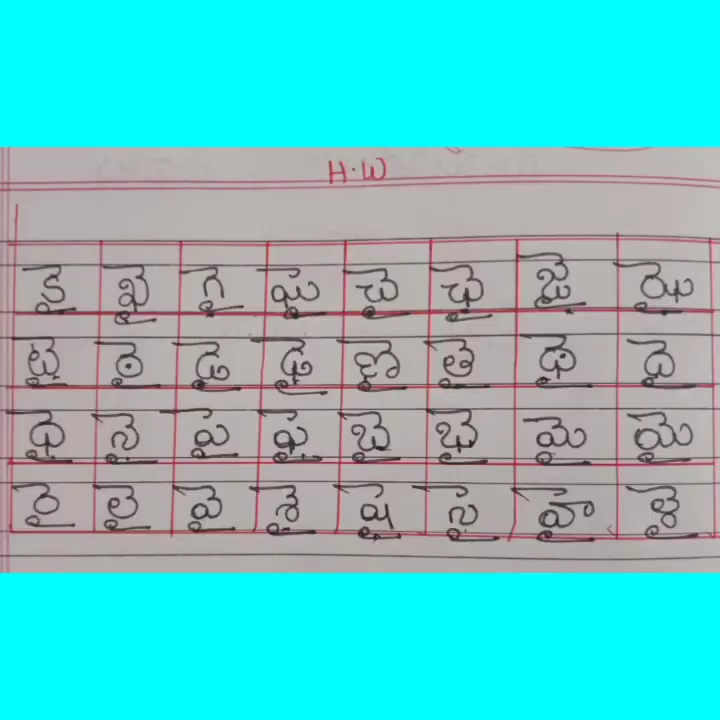 H.W
కై ఖై గై ఘై చై ఛై జై ఝై
టై ఠై డై ఢై ణై తై థై దై
ధై నై పై ఫై బై భై మై యై
రై లై వై శై షై సై హై ళై